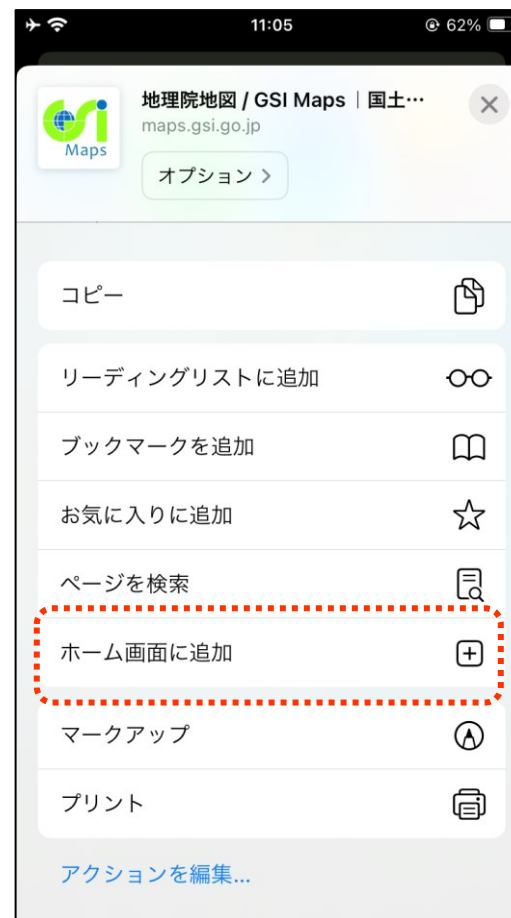 11:05
62%
地理院地図 / GSI Maps｜国土…
maps.gsi.go.jp
GSI
Maps
オプション
コピー
リーディングリストに追加
ブックマークを追加
お気に入りに追加
ページを検索
ホーム画面に追加
マークアップ
プリント
アクションを編集...